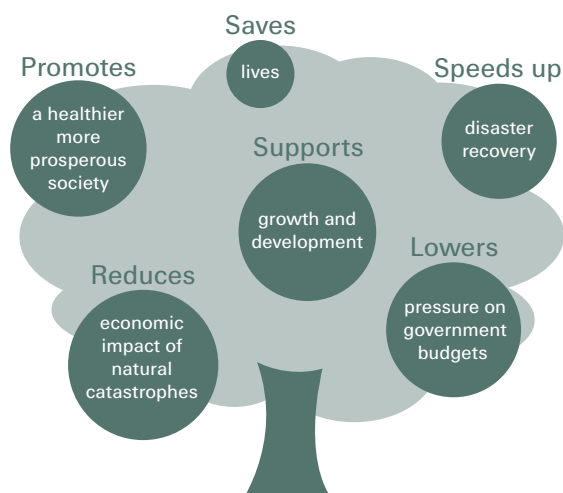 Saves
lives
Promotes
a healthier
more
prosperous
society
Speeds up
disaster
recovery
Supports
growth and
development
Reduces
economic
impact of
natural
catastrophes
Lowers
pressure on
government
budgets